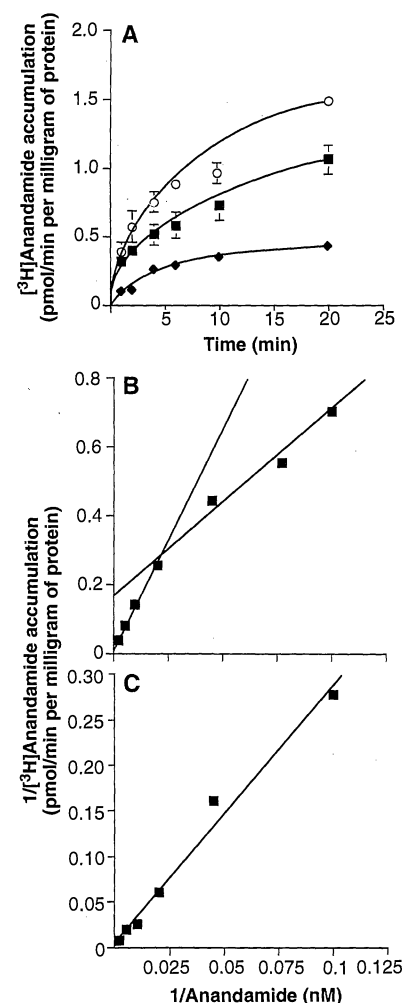 A
[³H]Anandamide accumulation
(pmol/min per milligram of protein)
2.0
1.5
1.0
0.5
0
5 10 15 20 25
Time (min)
B
0.8
0.6
0.4
0.2
0
1/[³H]Anandamide accumulation
(pmol/min per milligram of protein)
C
0.30
0.25
0.20
0.15
0.10
0.05
0
0.025 0.05 0.075 0.1 0.125
1/Anandamide (nM)